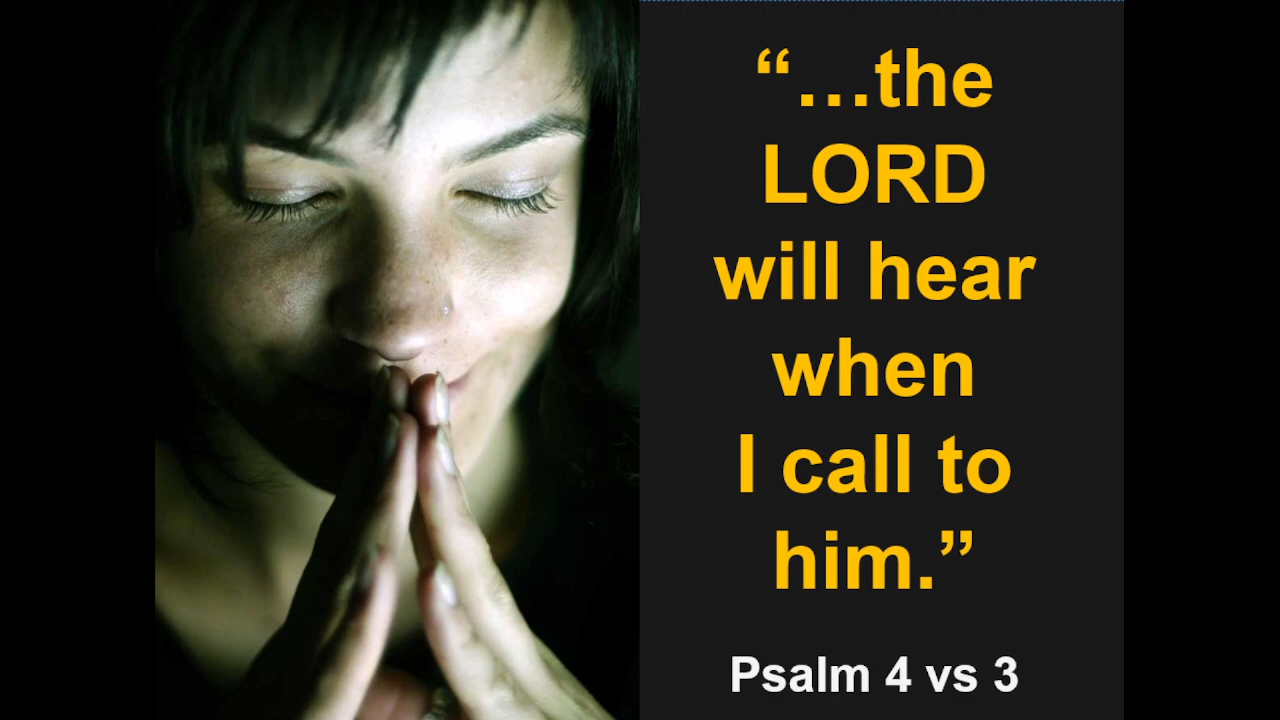 “…the
LORD
will hear
when
I call to
him.”
Psalm 4 vs 3